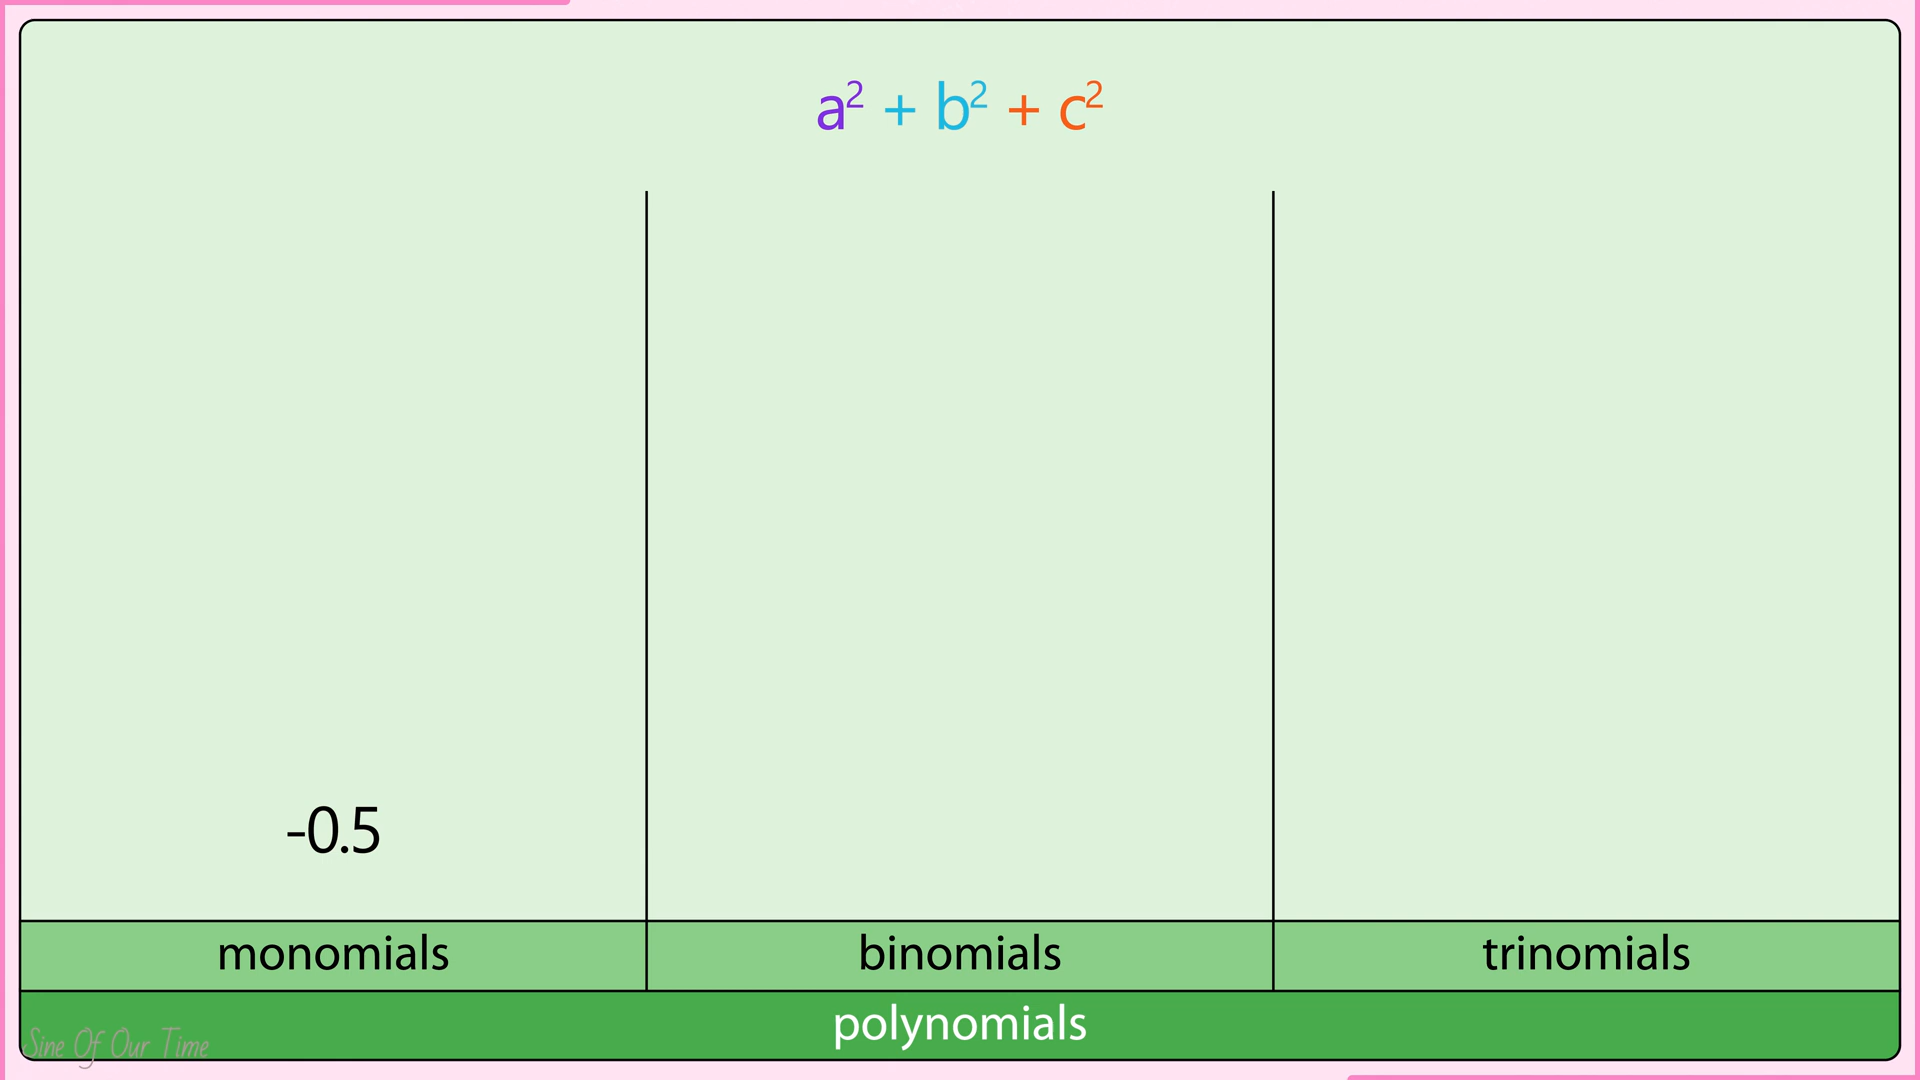 a² + b² + c²
-0.5
monomials binomials trinomials
polynomials
Sine Of Our Time